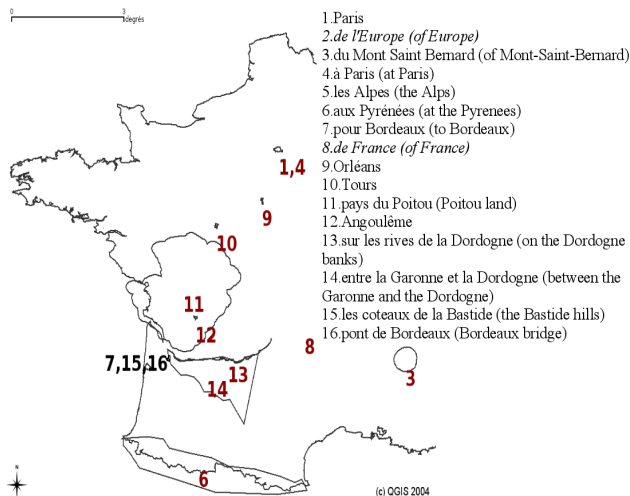 0 3
degrés
1.Paris
2.de l'Europe (of Europe)
3.du Mont Saint Bernard (of Mont-Saint-Bernard)
4.à Paris (at Paris)
5.les Alpes (the Alps)
6.aux Pyrénées (at the Pyrenees)
7.pour Bordeaux (to Bordeaux)
8.de France (of France)
9.Orléans
10.Tours
11.pays du Poitou (Poitou land)
12.Angoulême
13.sur les rives de la Dordogne (on the Dordogne
banks)
14.entre la Garonne et la Dordogne (between the
Garonne and the Dordogne)
15.les coteaux de la Bastide (the Bastide hills)
16.pont de Bordeaux (Bordeaux bridge)
1,4
9
10
11
12
8
7,15,16
13
3
14
6
N
(c) QGIS 2004